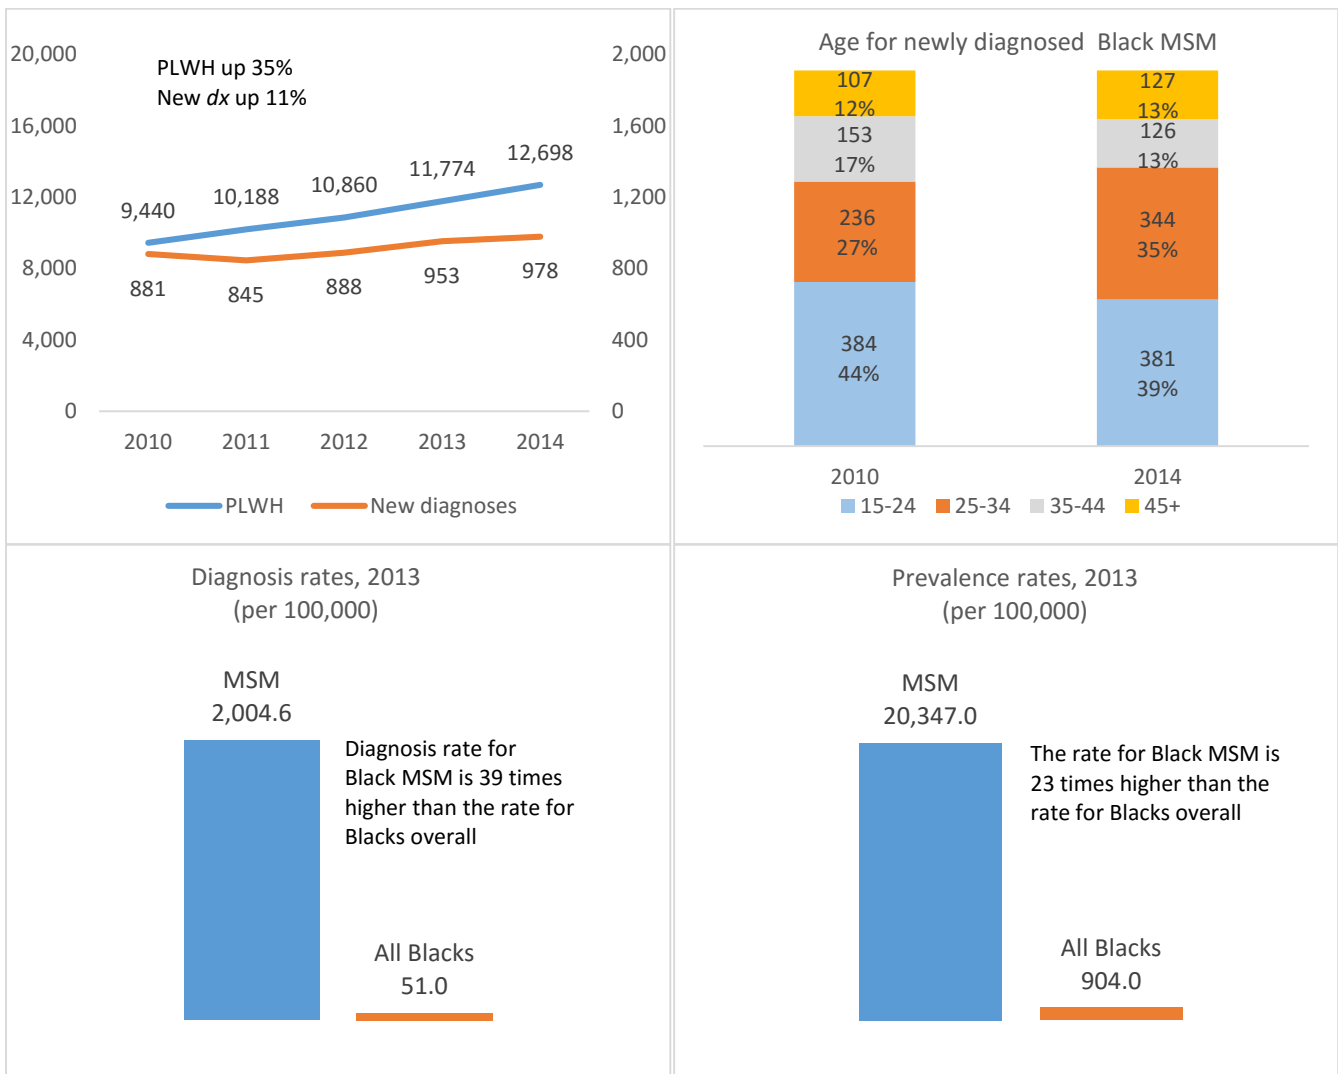 20,000
16,000
12,000
8,000
4,000
0
PLWH up 35%
New dx up 11%
9,440
10,188
10,860
11,774
12,698
881
845
888
953
978
2,000
1,600
1,200
800
400
0
2010 2011 2012 2013 2014
PLWH New diagnoses
Age for newly diagnosed Black MSM
107
12%
153
17%
236
27%
384
44%
127
13%
126
13%
344
35%
381
39%
2010 2014
15-24 25-34 35-44 45+
Diagnosis rates, 2013
(per 100,000)
MSM
2,004.6
Diagnosis rate for
Black MSM is 39 times
higher than the rate for
Blacks overall
All Blacks
51.0
Prevalence rates, 2013
(per 100,000)
MSM
20,347.0
The rate for Black MSM is
23 times higher than the
rate for Blacks overall
All Blacks
904.0